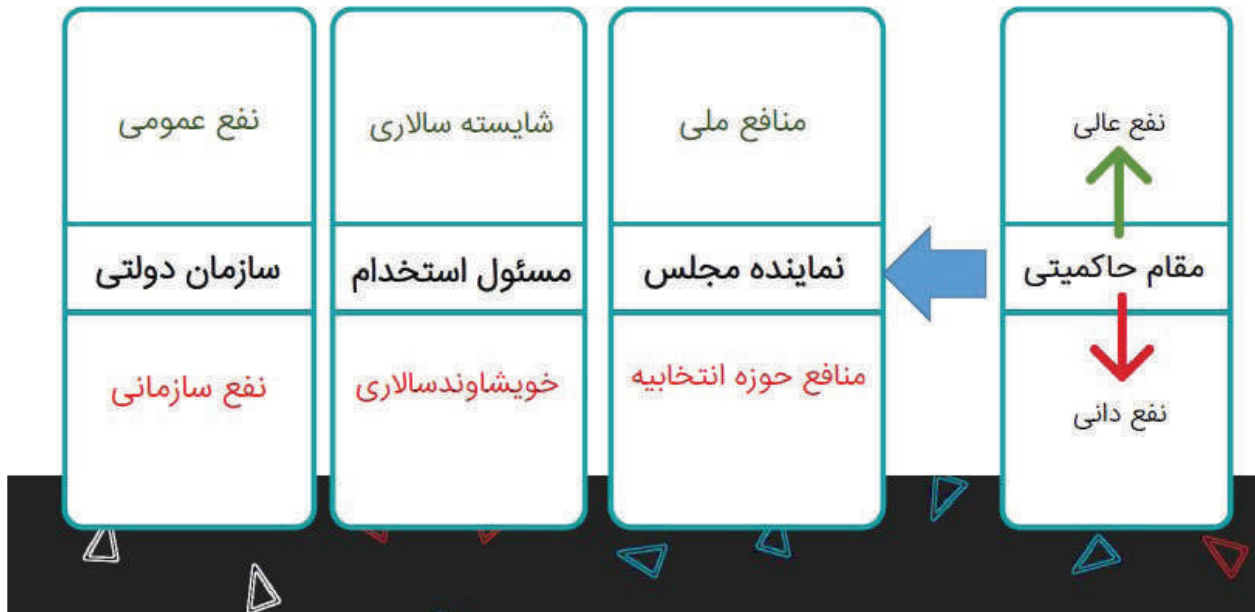 نفع عالی
مقام حاکمیتی
نفع دانی
منافع ملی
نماینده مجلس
منافع حوزه انتخابیه
شایسته سالاری
مسئول استخدام
خویشاوندسالاری
نفع عمومی
سازمان دولتی
نفع سازمانی